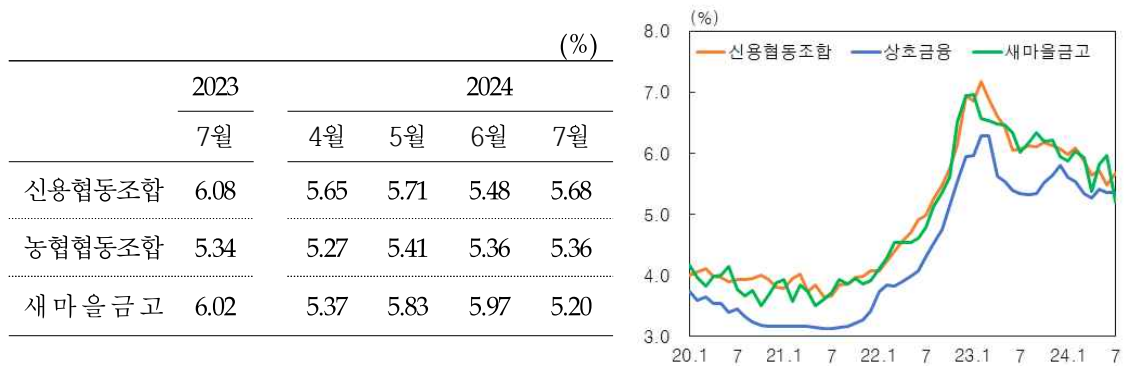 (%)
2023 2024
7월 4월 5월 6월 7월
신용협동조합 6.08 5.65 5.71 5.48 5.68
농협협동조합 5.34 5.27 5.41 5.36 5.36
새마을금고 6.02 5.37 5.83 5.97 5.20
(%)
8.0
신용협동조합 상호금융 새마을금고
7.0
6.0
5.0
4.0
3.0
20.1 7 21.1 7 22.1 7 23.1 7 24.1 7